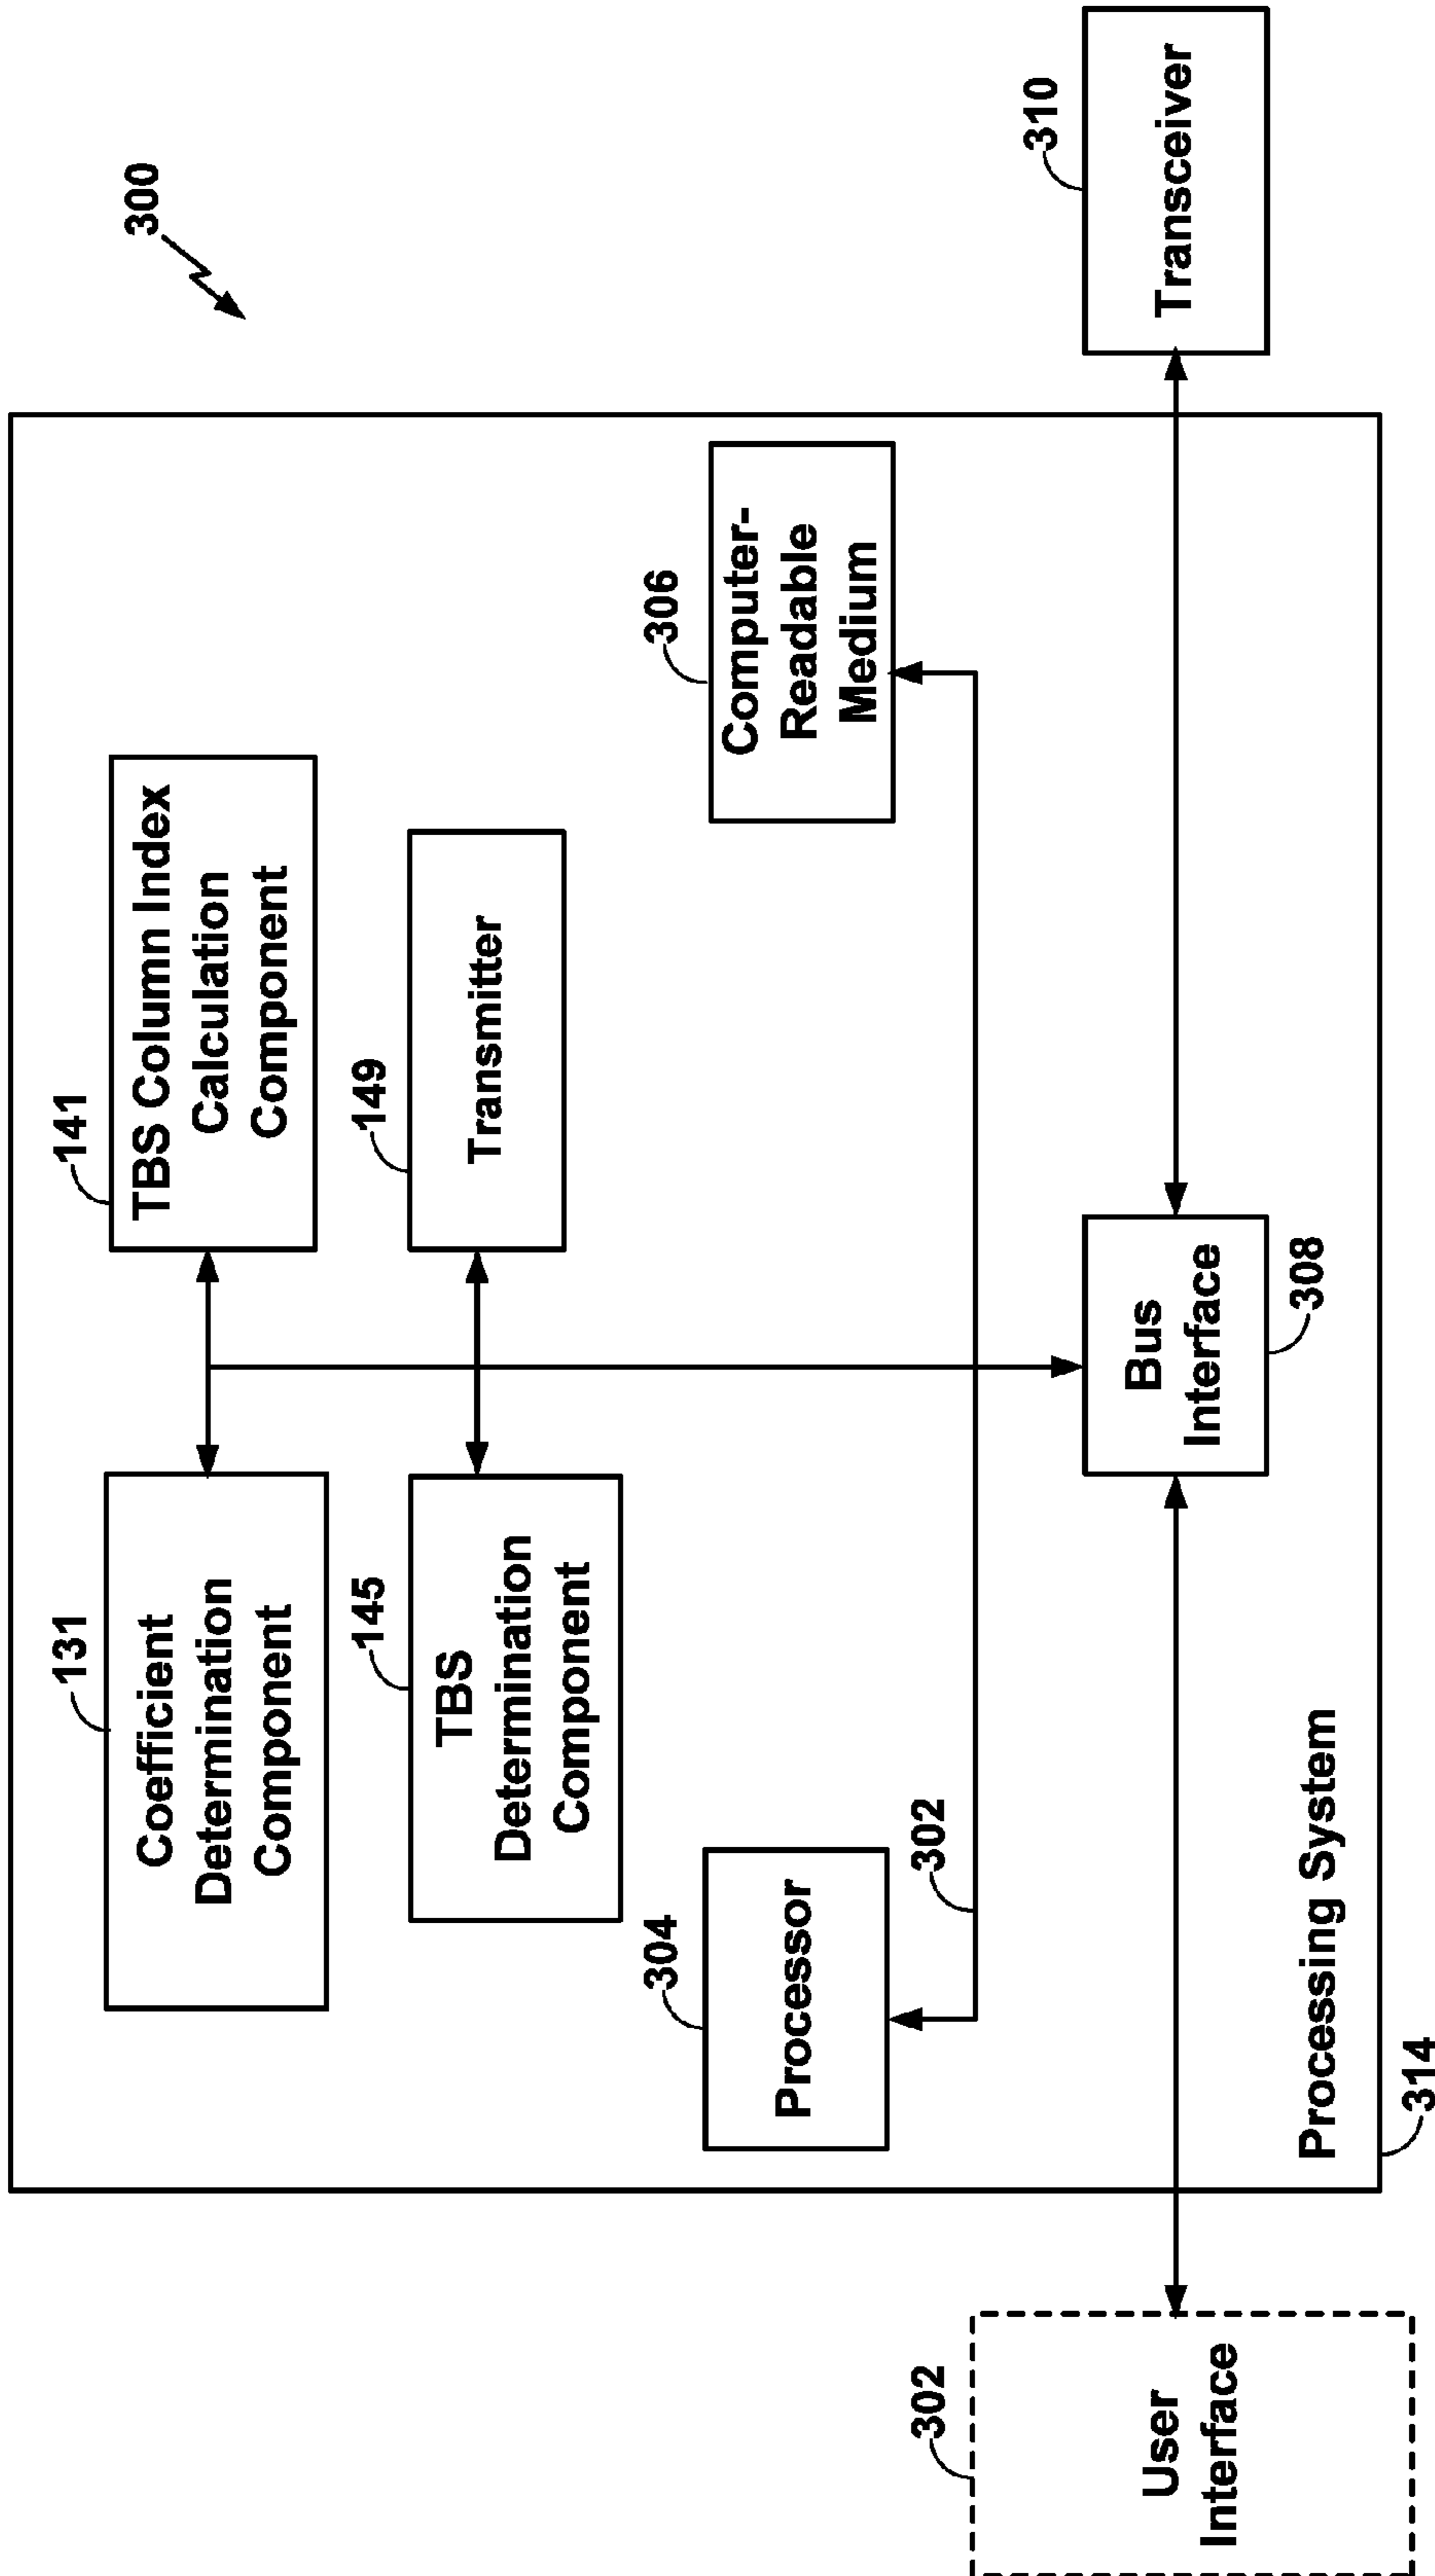 300
131
Coefficient
Determination
Component
141
TBS Column Index
Calculation
Component
145
TBS
Determination
Component
149
Transmitter
304
Processor
306
Computer-
Readable
Medium
302
302
User
Interface
Bus
Interface
308
310
Transceiver
Processing System
314